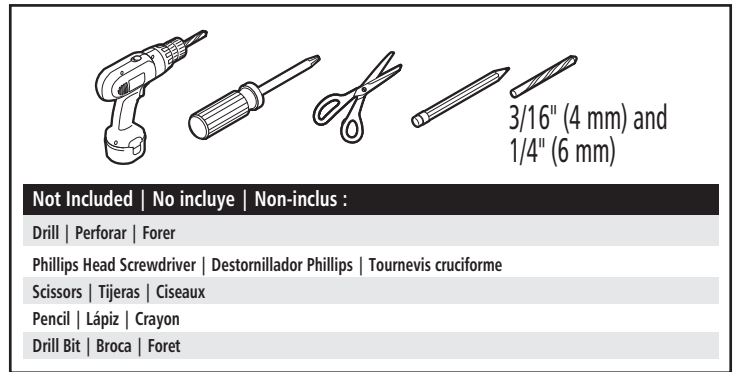 3/16" (4 mm) and
1/4" (6 mm)
Not Included | No incluye | Non-inclus :
Drill | Perforar | Forer
Phillips Head Screwdriver | Destornillador Phillips | Tournevis cruciforme
Scissors | Tijeras | Ciseaux
Pencil | Lápiz | Crayon
Drill Bit | Broca | Foret